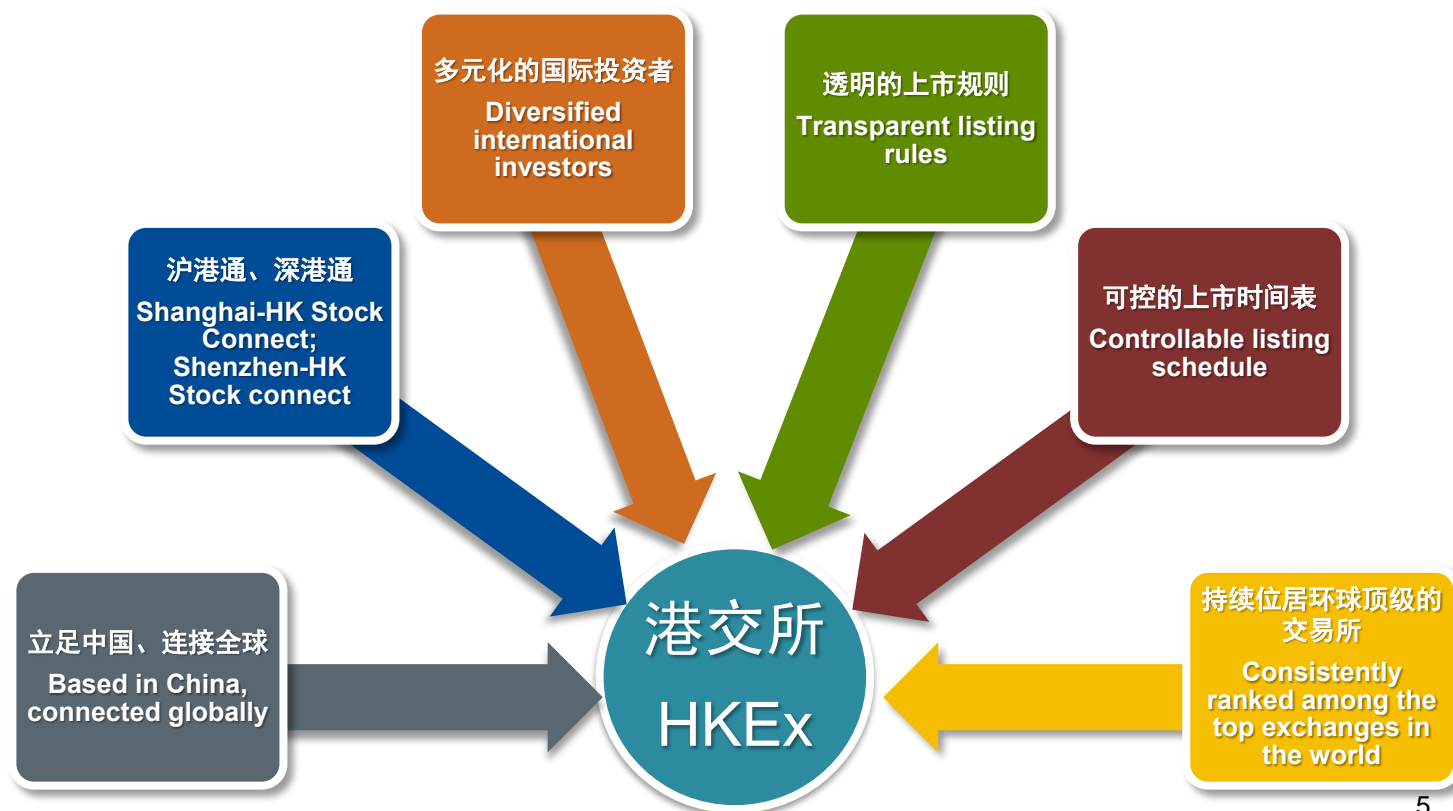 多元化的国际投资者
Diversified
international
investors
透明的上市规则
Transparent listing
rules
沪港通、深港通
Shanghai-HK Stock
Connect;
Shenzhen-HK
Stock connect
可控的上市时间表
Controllable listing
schedule
立足中国、连接全球
Based in China,
connected globally
港交所
HKEx
持续位居环球顶级的
交易所
Consistently
ranked among the
top exchanges in
the world
5